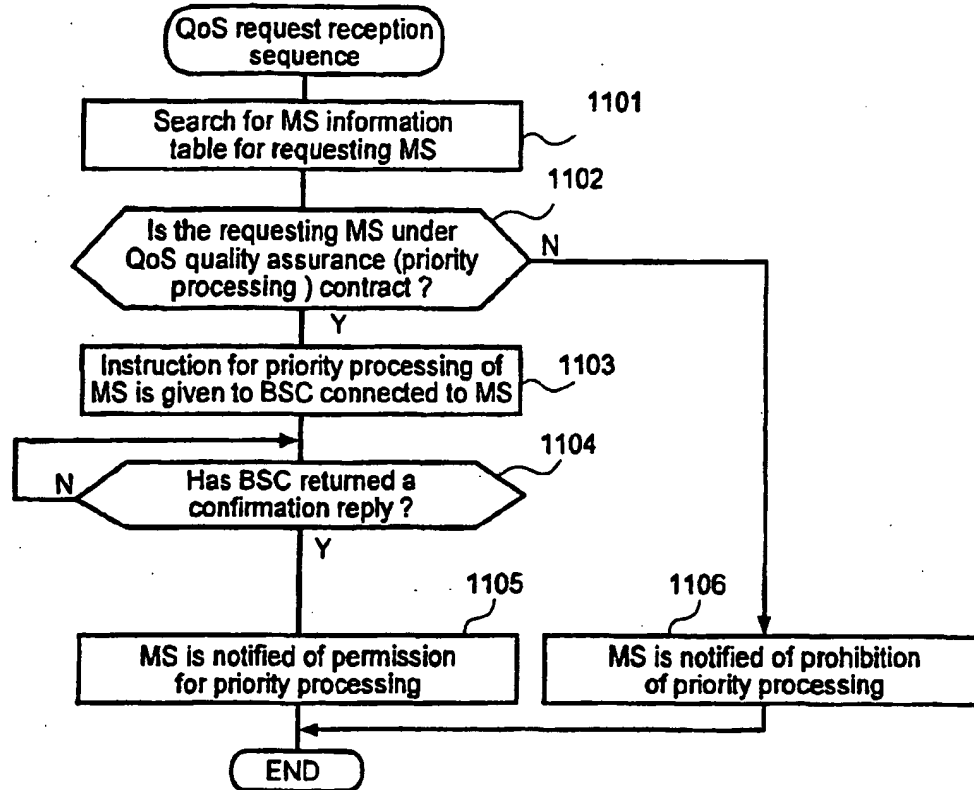 QoS request reception
sequence
1101
Search for MS information
table for requesting MS
1102
Is the requesting MS under
QoS quality assurance (priority
processing ) contract ?
N
Y
Instruction for priority processing of
MS is given to BSC connected to MS
1103
1104
Has BSC returned a
confirmation reply ?
N
Y
1105
MS is notified of permission
for priority processing
1106
MS is notified of prohibition
of priority processing
END